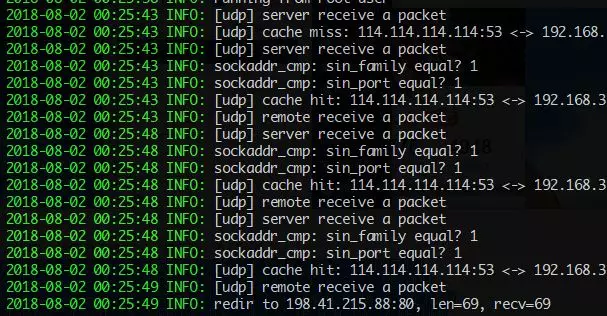 running from root user
2018-08-02 00:25:43 INFO: [udp] server receive a packet
2018-08-02 00:25:43 INFO: [udp] cache miss: 114.114.114.114:53 <-> 192.168.
2018-08-02 00:25:43 INFO: [udp] server receive a packet
2018-08-02 00:25:43 INFO: sockaddr_cmp: sin_family equal? 1
2018-08-02 00:25:43 INFO: sockaddr_cmp: sin_port equal? 1
2018-08-02 00:25:43 INFO: [udp] cache hit: 114.114.114.114:53 <-> 192.168.3
2018-08-02 00:25:43 INFO: [udp] remote receive a packet
2018-08-02 00:25:48 INFO: [udp] server receive a packet
2018-08-02 00:25:48 INFO: sockaddr_cmp: sin_family equal? 1
2018-08-02 00:25:48 INFO: sockaddr_cmp: sin_port equal? 1
2018-08-02 00:25:48 INFO: [udp] cache hit: 114.114.114.114:53 <-> 192.168.3
2018-08-02 00:25:48 INFO: [udp] remote receive a packet
2018-08-02 00:25:48 INFO: [udp] server receive a packet
2018-08-02 00:25:48 INFO: sockaddr_cmp: sin_family equal? 1
2018-08-02 00:25:48 INFO: sockaddr_cmp: sin_port equal? 1
2018-08-02 00:25:48 INFO: [udp] cache hit: 114.114.114.114:53 <-> 192.168.3
2018-08-02 00:25:49 INFO: [udp] remote receive a packet
2018-08-02 00:25:49 INFO: redir to 198.41.215.88:80, len=69, recv=69